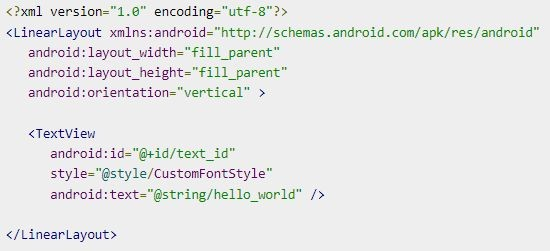 <?xml version="1.0" encoding="utf-8"?>
<LinearLayout xmlns:android="http://schemas.android.com/apk/res/android"
   android:layout_width="fill_parent"
   android:layout_height="fill_parent"
   android:orientation="vertical" >

   <TextView
      android:id="@+id/text_id"
      style="@style/CustomFontStyle"
      android:text="@string/hello_world" />

</LinearLayout>